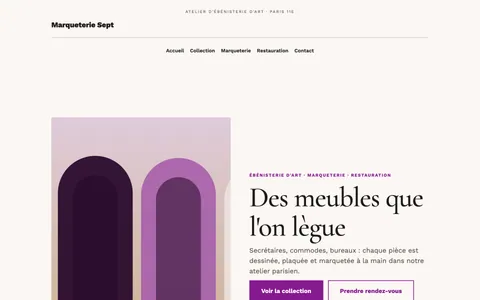 ATELIER D'ÉBÉNISTERIE D'ART · PARIS 11E
Marqueterie Sept
Accueil Collection Marqueterie Restauration Contact
ÉBÉNISTERIE D'ART · MARQUETERIE · RESTAURATION
Des meubles que
l'on lègue
Secrétaires, commodes, bureaux : chaque pièce est
dessinée, plaquée et marquetée à la main dans notre
atelier parisien.
Voir la collection Prendre rendez-vous